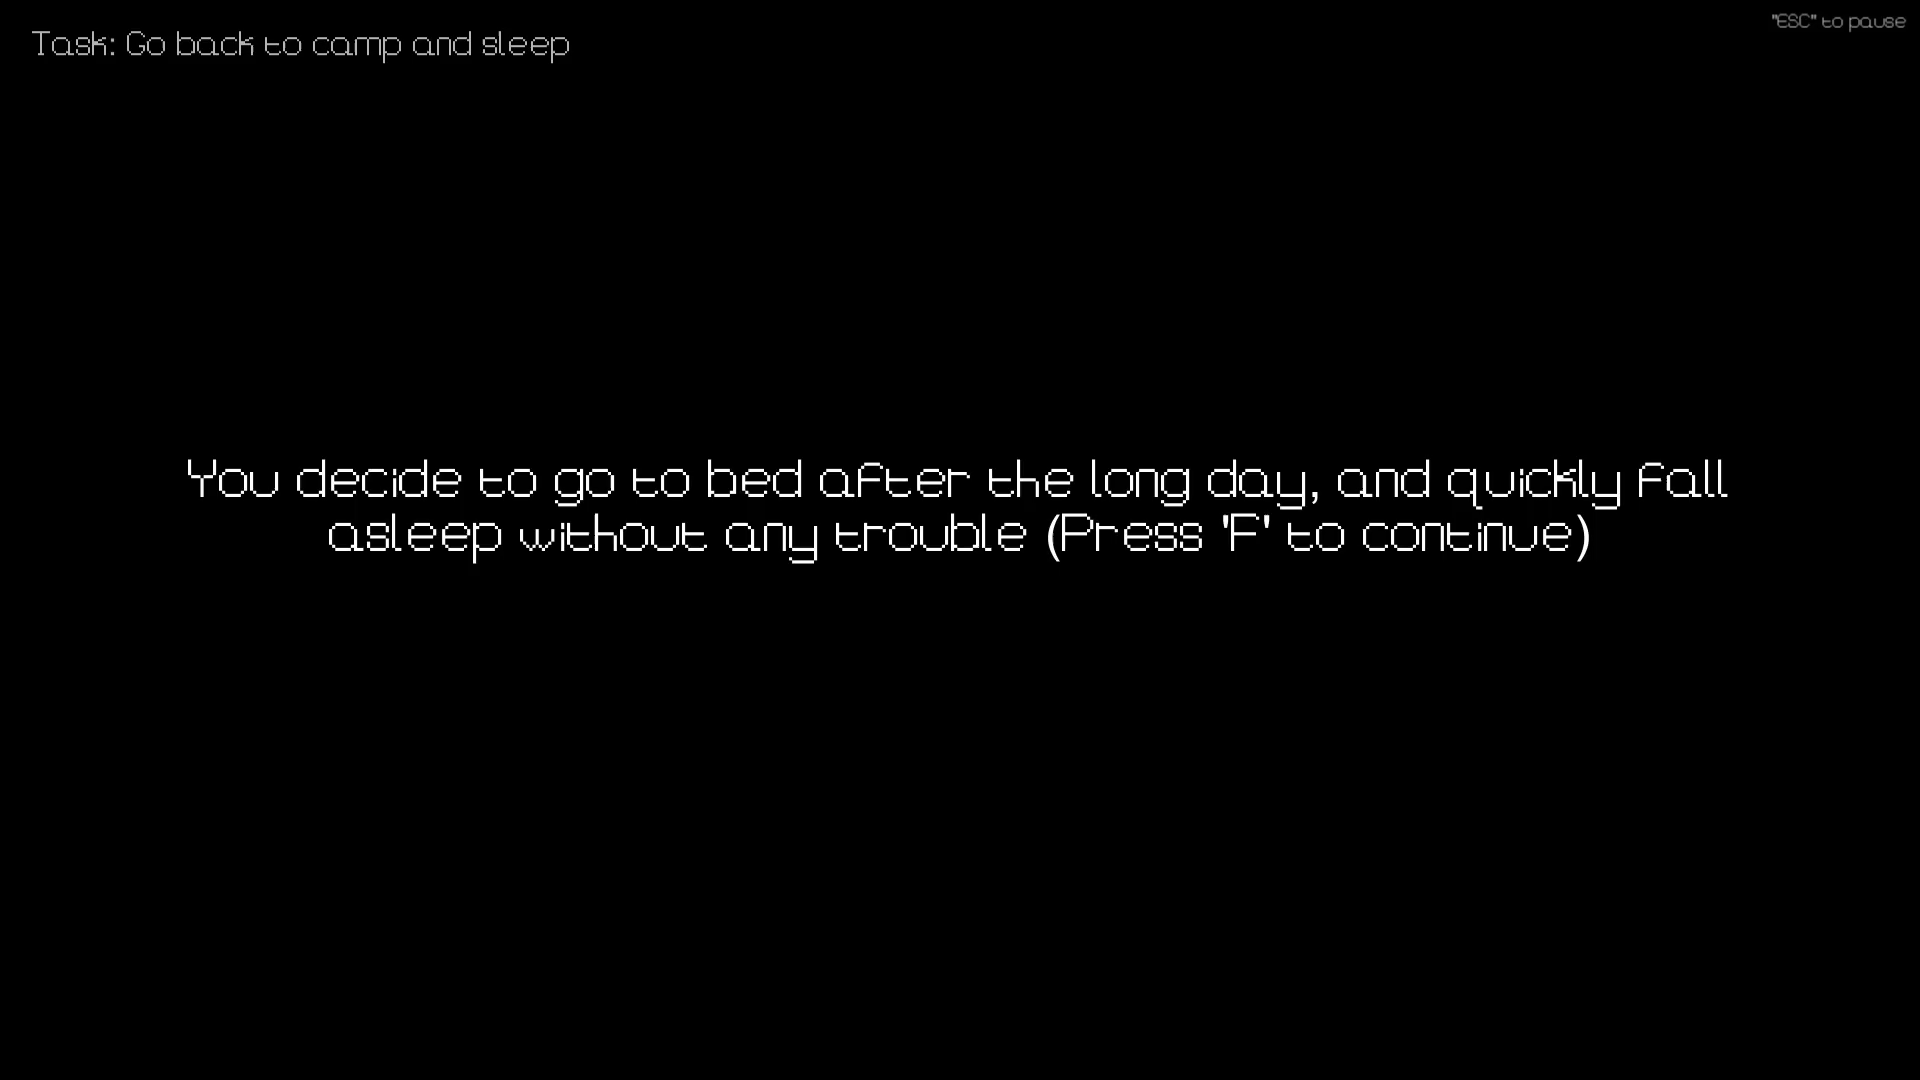 Task: Go back to camp and sleep
"ESC" to pause
You decide to go to bed after the long day, and quickly fall
asleep without any trouble (Press 'F' to continue)